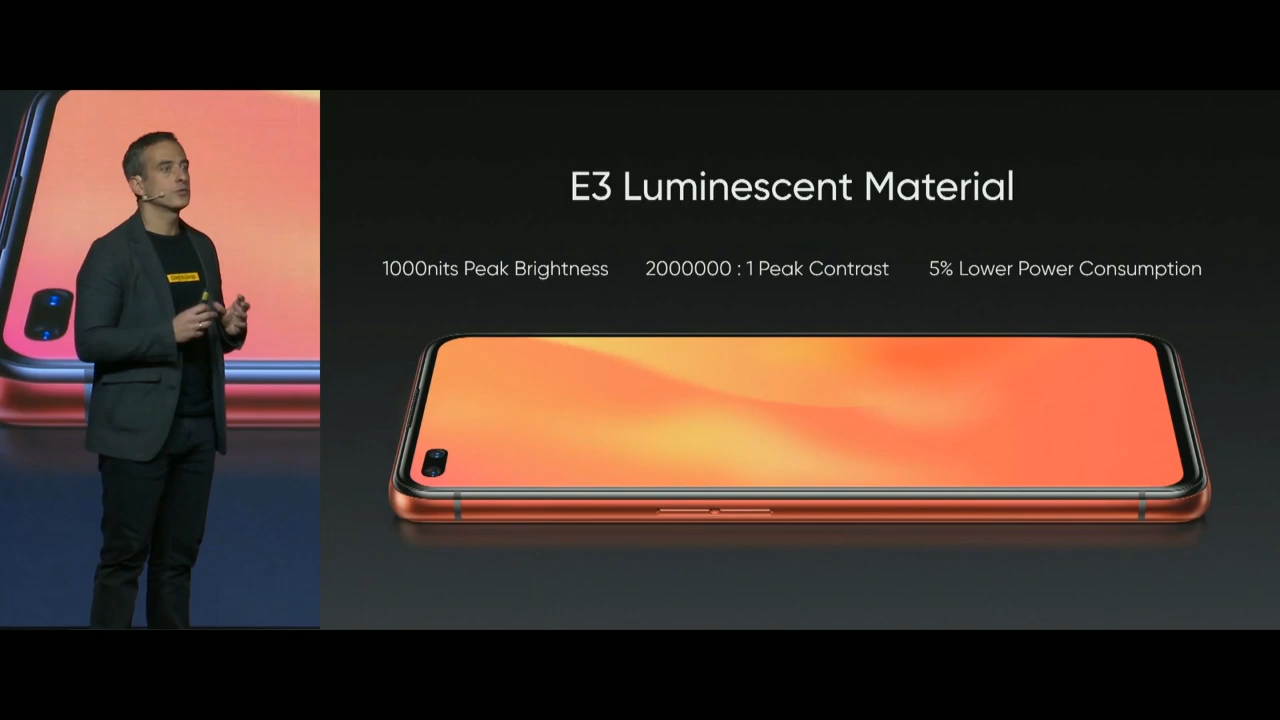 E3 Luminescent Material
1000nits Peak Brightness
2000000 : 1 Peak Contrast
5% Lower Power Consumption